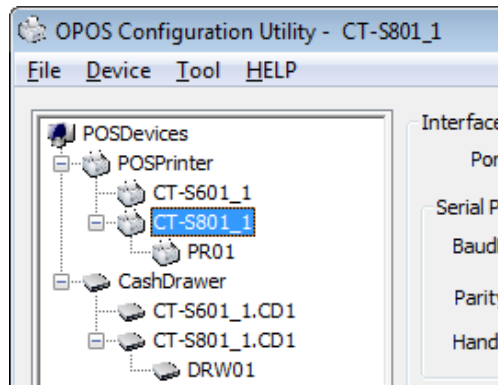 OPOS Configuration Utility - CT-S801_1
File Device Tool HELP
POSDevices
POSPrinter
CT-S601_1
CT-S801_1
PR01
CashDrawer
CT-S601_1.CD1
CT-S801_1.CD1
DRW01
Interface
Por
Serial P
Baud
Parity
Hand